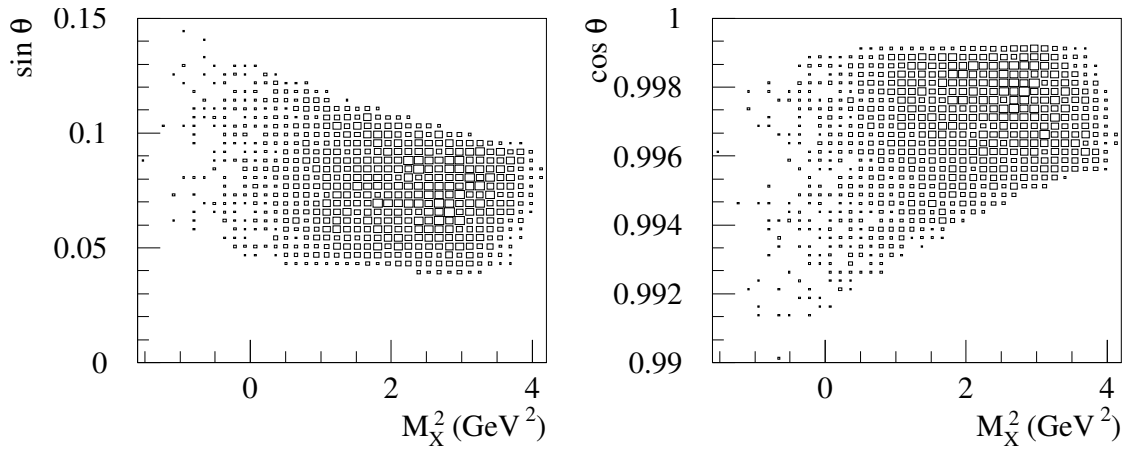 sin θ
0.15
0.1
0.05
0
0 2 4
M_X^2 (GeV^2)
cos θ
1
0.998
0.996
0.994
0.992
0.99
0 2 4
M_X^2 (GeV^2)